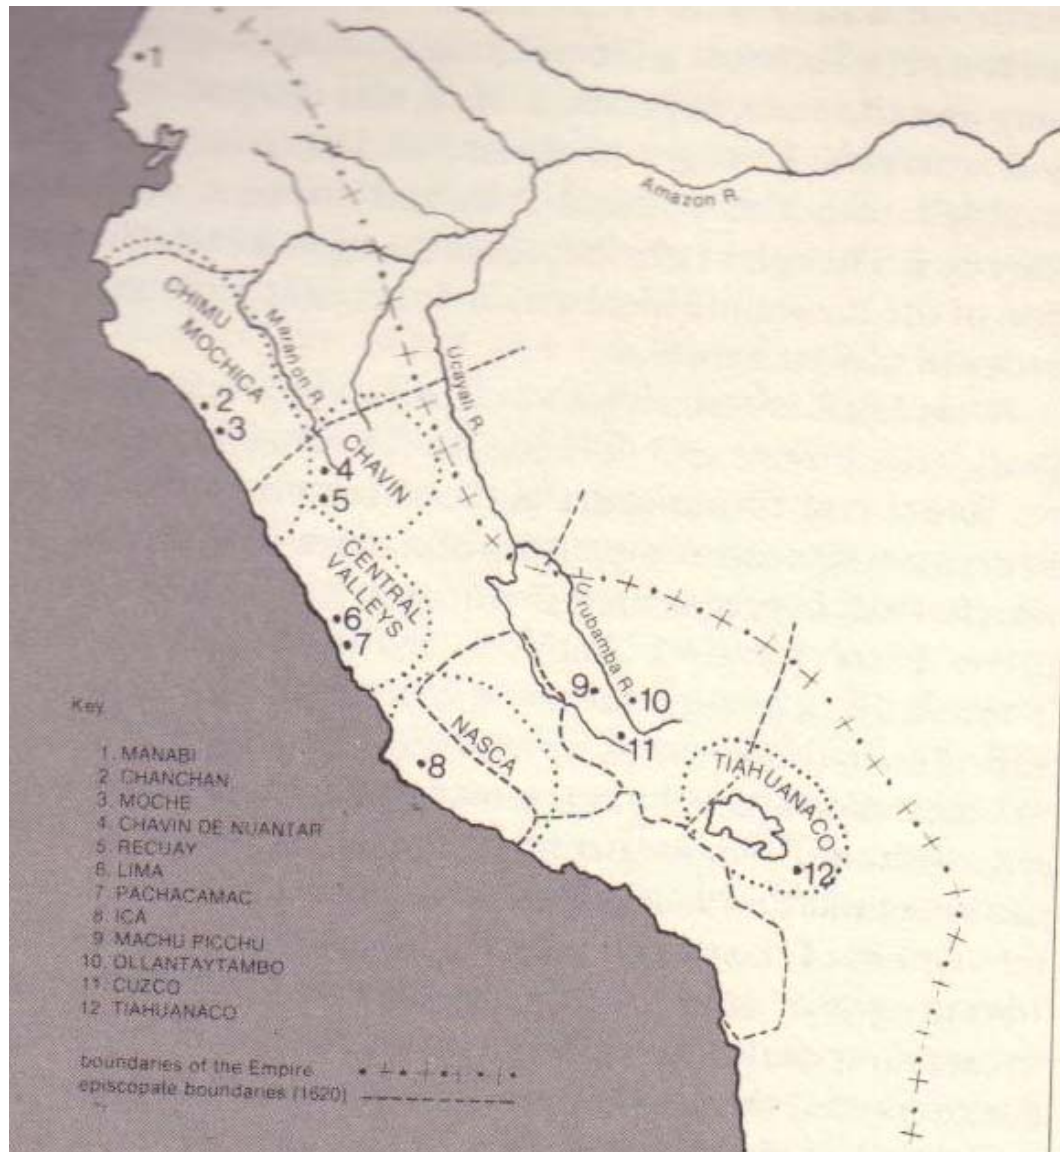 1
Amazon R.
CHIMU
MOCHICA
Maranon R.
Ucayali R.
2
3
CHAVIN
4
5
CENTRAL
VALLEYS
6
7
Urubamba R.
9
10
11
NASCA
8
TIAHUANACO
12
Key
1. MANABI
2 CHANCHAN
3 MOCHE
4 CHAVIN DE NUANTAR
5 RECUAY
6. LIMA
7 PACHACAMAC
8 ICA
9 MACHU PICCHU
10. OLLANTAYTAMBO
11. CUZCO
12 TIAHUANACO
boundaries of the Empire
episcopate boundaries (1620)